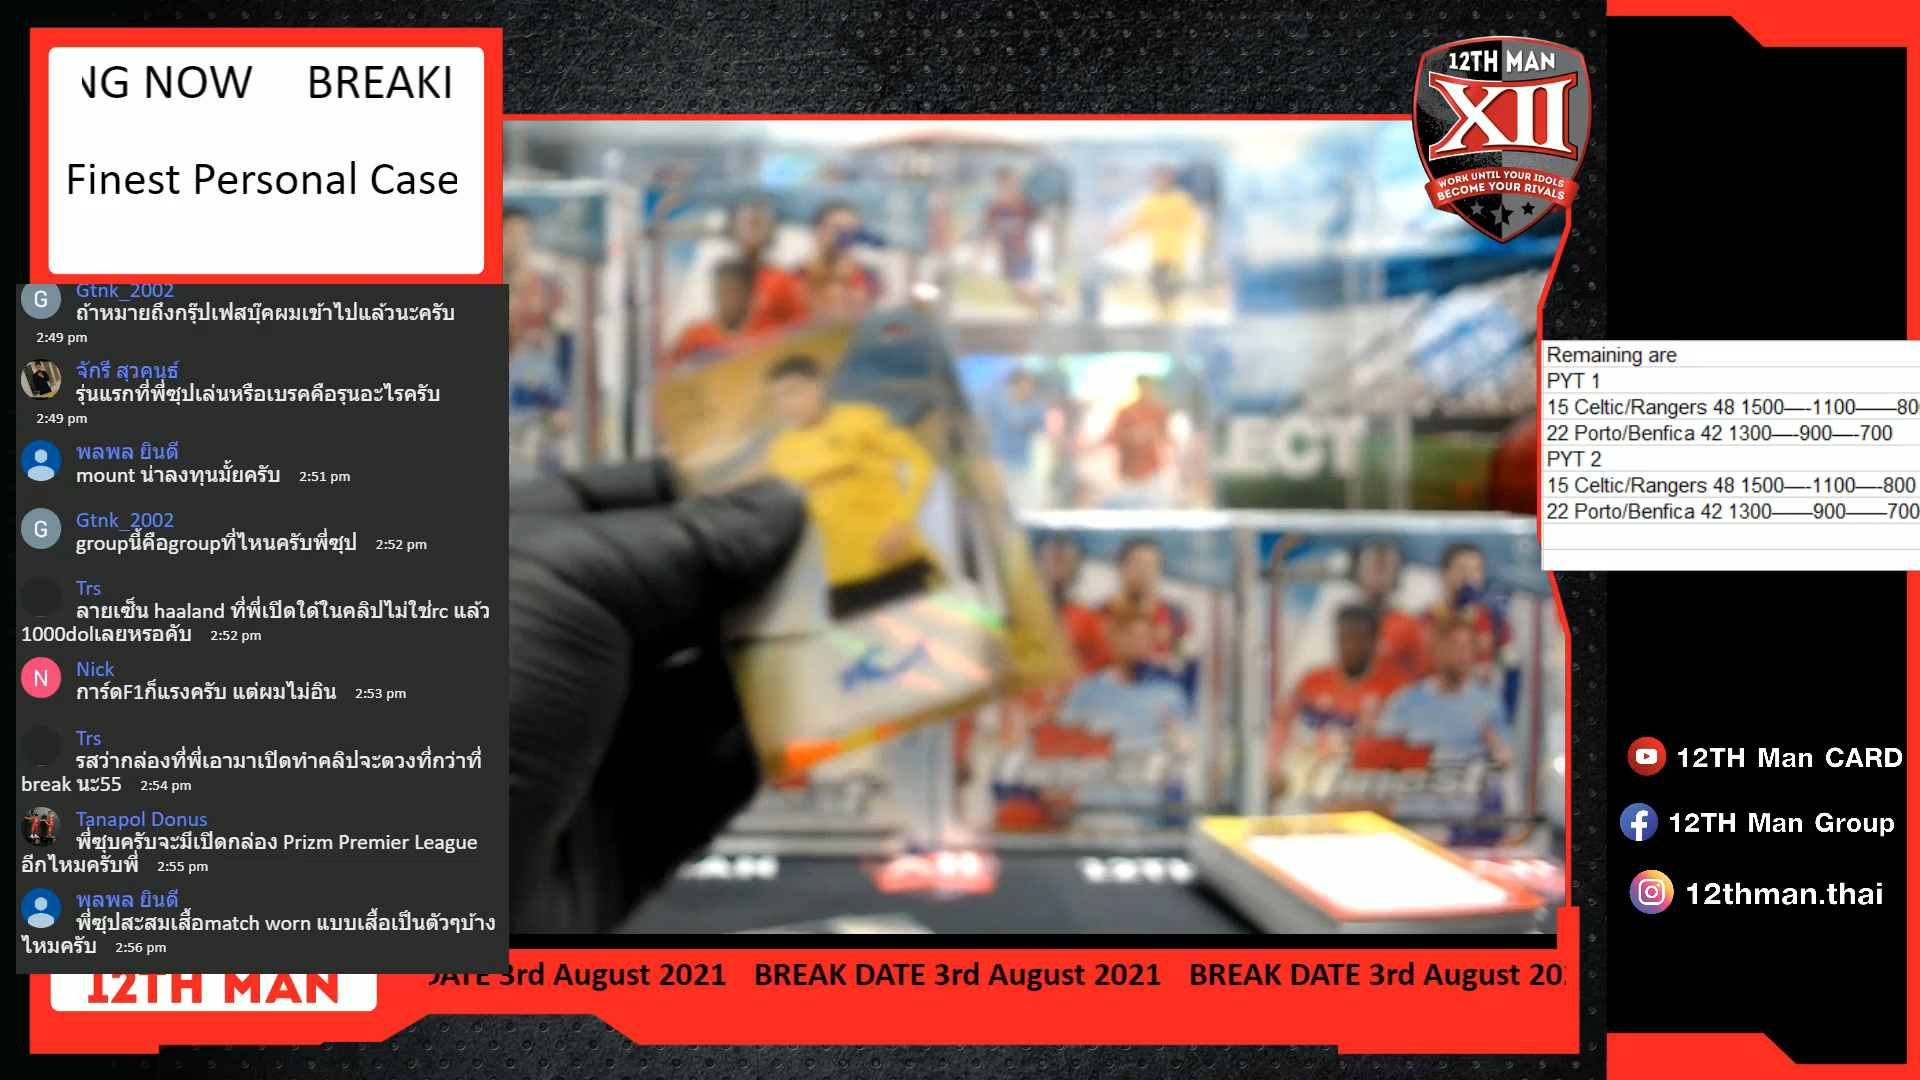 NG NOW BREAKI
Finest Personal Case
Gtnk_2002
ถ้าหมายถึงกรุ๊ปเฟสบุ๊คผมเข้าไปแล้วนะครับ
2:49 pm
จักรี สุวคนธ์
รุ่นแรกที่พี่ซุปเล่นหรือเบรคคือรุนอะไรครับ
2:49 pm
พลพล ยินดี
mount น่าลงทุนมั้ยครับ 2:51 pm
Gtnk_2002
groupนี้คือgroupที่ไหนครับพี่ซุป 2:52 pm
Trs
ลายเซ็น haaland ที่พี่เปิดใด้ในคลิปไม่ใช่rc แล้ว
1000dolเลยหรอคับ 2:52 pm
Nick
การ์ดF1ก็แรงครับ แต่ผมไม่อิน 2:53 pm
Trs
รสว่ากล่องที่พี่เอามาเปิดทำคลิปจะดวงที่กว่าที่
break นะ55 2:54 pm
Tanapol Donus
พี่ซุบครับจะมีเปิดกล่อง Prizm Premier League
อีกไหมครับพี่ 2:55 pm
พลพล ยินดี
พี่ซุปสะสมเสื้อmatch worn แบบเสื้อเป็นตัวๆบ้าง
ไหมครับ 2:56 pm
12TH MAN
DATE 3rd August 2021 BREAK DATE 3rd August 2021 BREAK DATE 3rd August 202
12TH MAN
XII
WORK UNTIL YOUR IDOLS
BECOME YOUR RIVALS
LECT
finest
12TH
Remaining are
PYT 1
15 Celtic/Rangers 48 1500—-1100——80
22 Porto/Benfica 42 1300—-900—-700
PYT 2
15 Celtic/Rangers 48 1500—-1100—-800
22 Porto/Benfica 42 1300——900——700
12TH Man CARD
12TH Man Group
12thman.thai